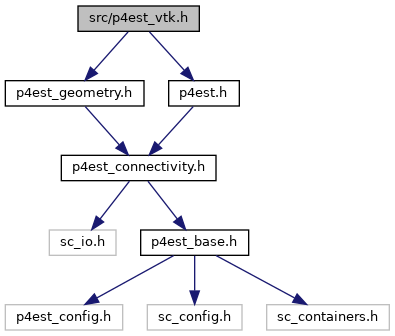 src/p4est_vtk.h
p4est_geometry.h
p4est.h
p4est_connectivity.h
sc_io.h
p4est_base.h
p4est_config.h
sc_config.h
sc_containers.h